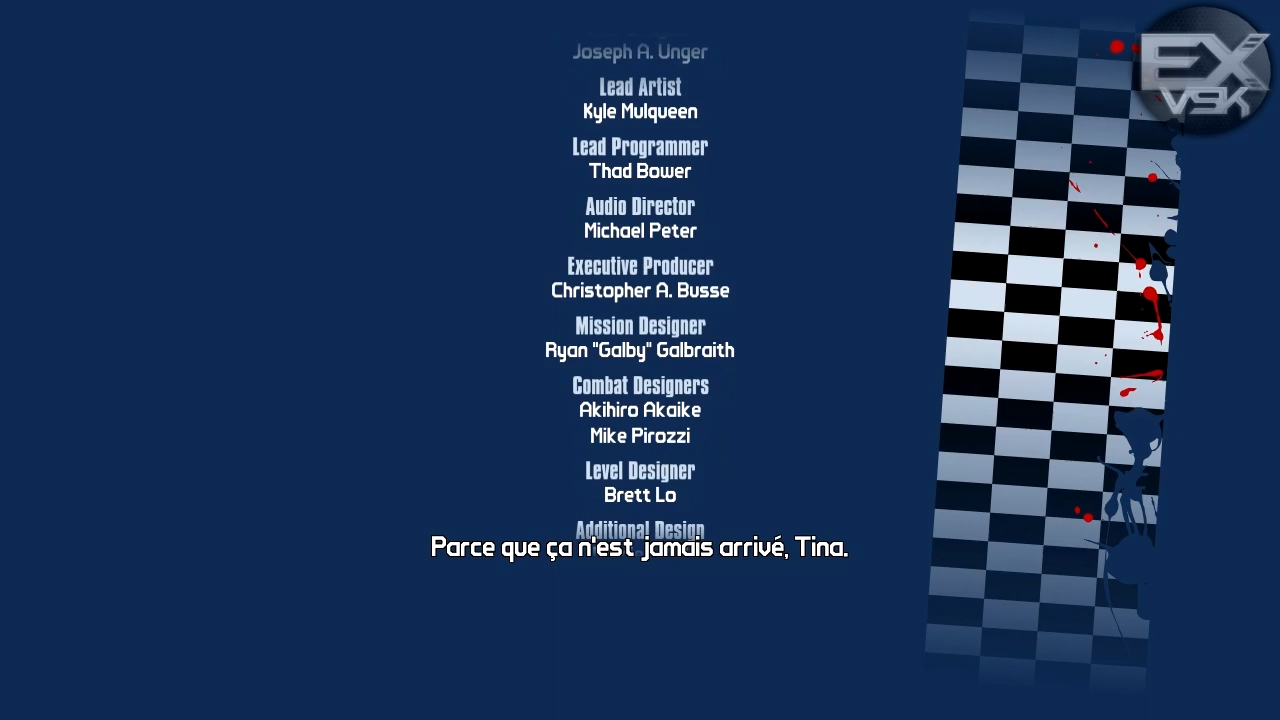 Joseph A. Unger
Lead Artist
Kyle Mulqueen
Lead Programmer
Thad Bower
Audio Director
Michael Peter
Executive Producer
Christopher A. Busse
Mission Designer
Ryan "Galby" Galbraith
Combat Designers
Akihiro Akaike
Mike Pirozzi
Level Designer
Brett Lo
Additional Design
Parce que ça n'est jamais arrivé, Tina.
EX
V9K